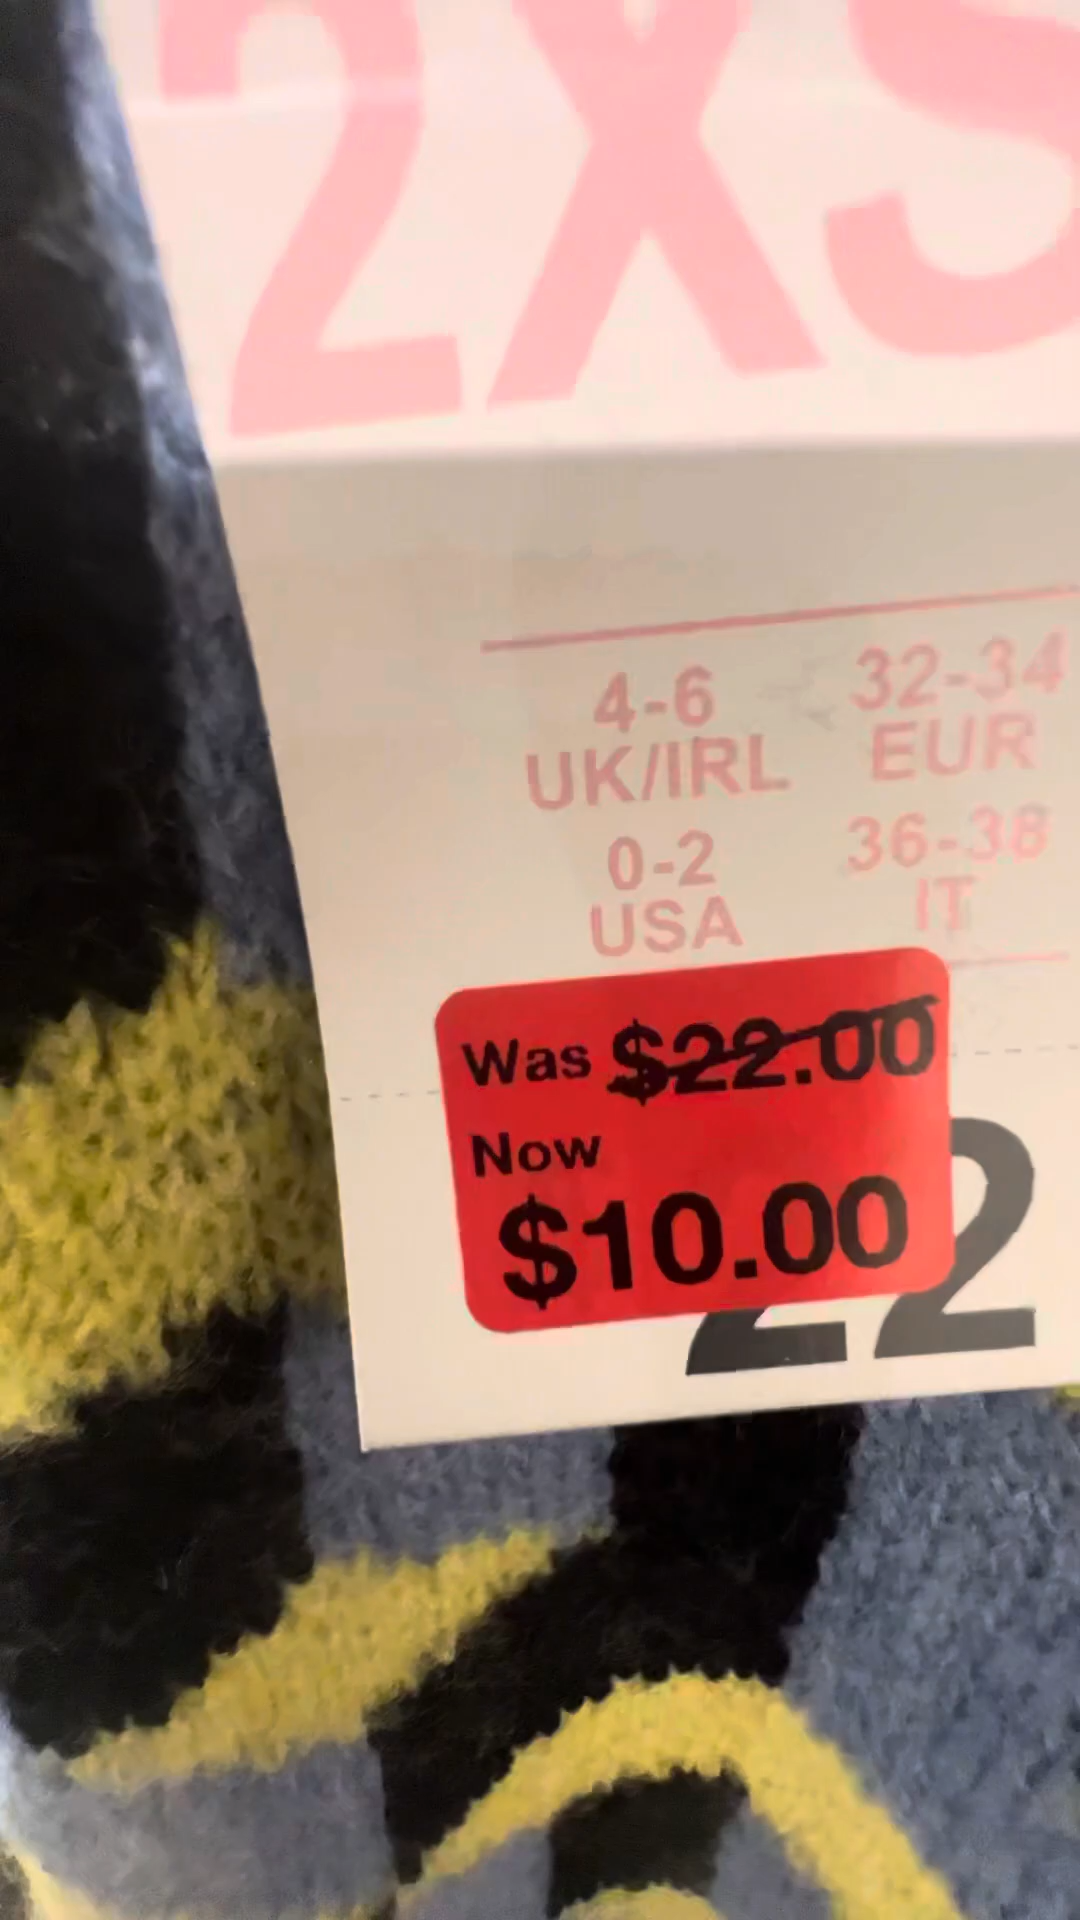 2XS
4-6 32-34
UK/IRL EUR
0-2 36-38
USA IT
Was $22.00
Now
$10.00
22